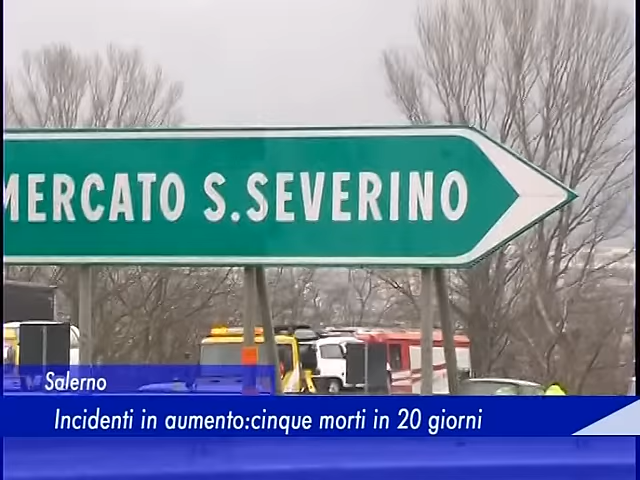 MERCATO S.SEVERINO
Salerno
Incidenti in aumento:cinque morti in 20 giorni